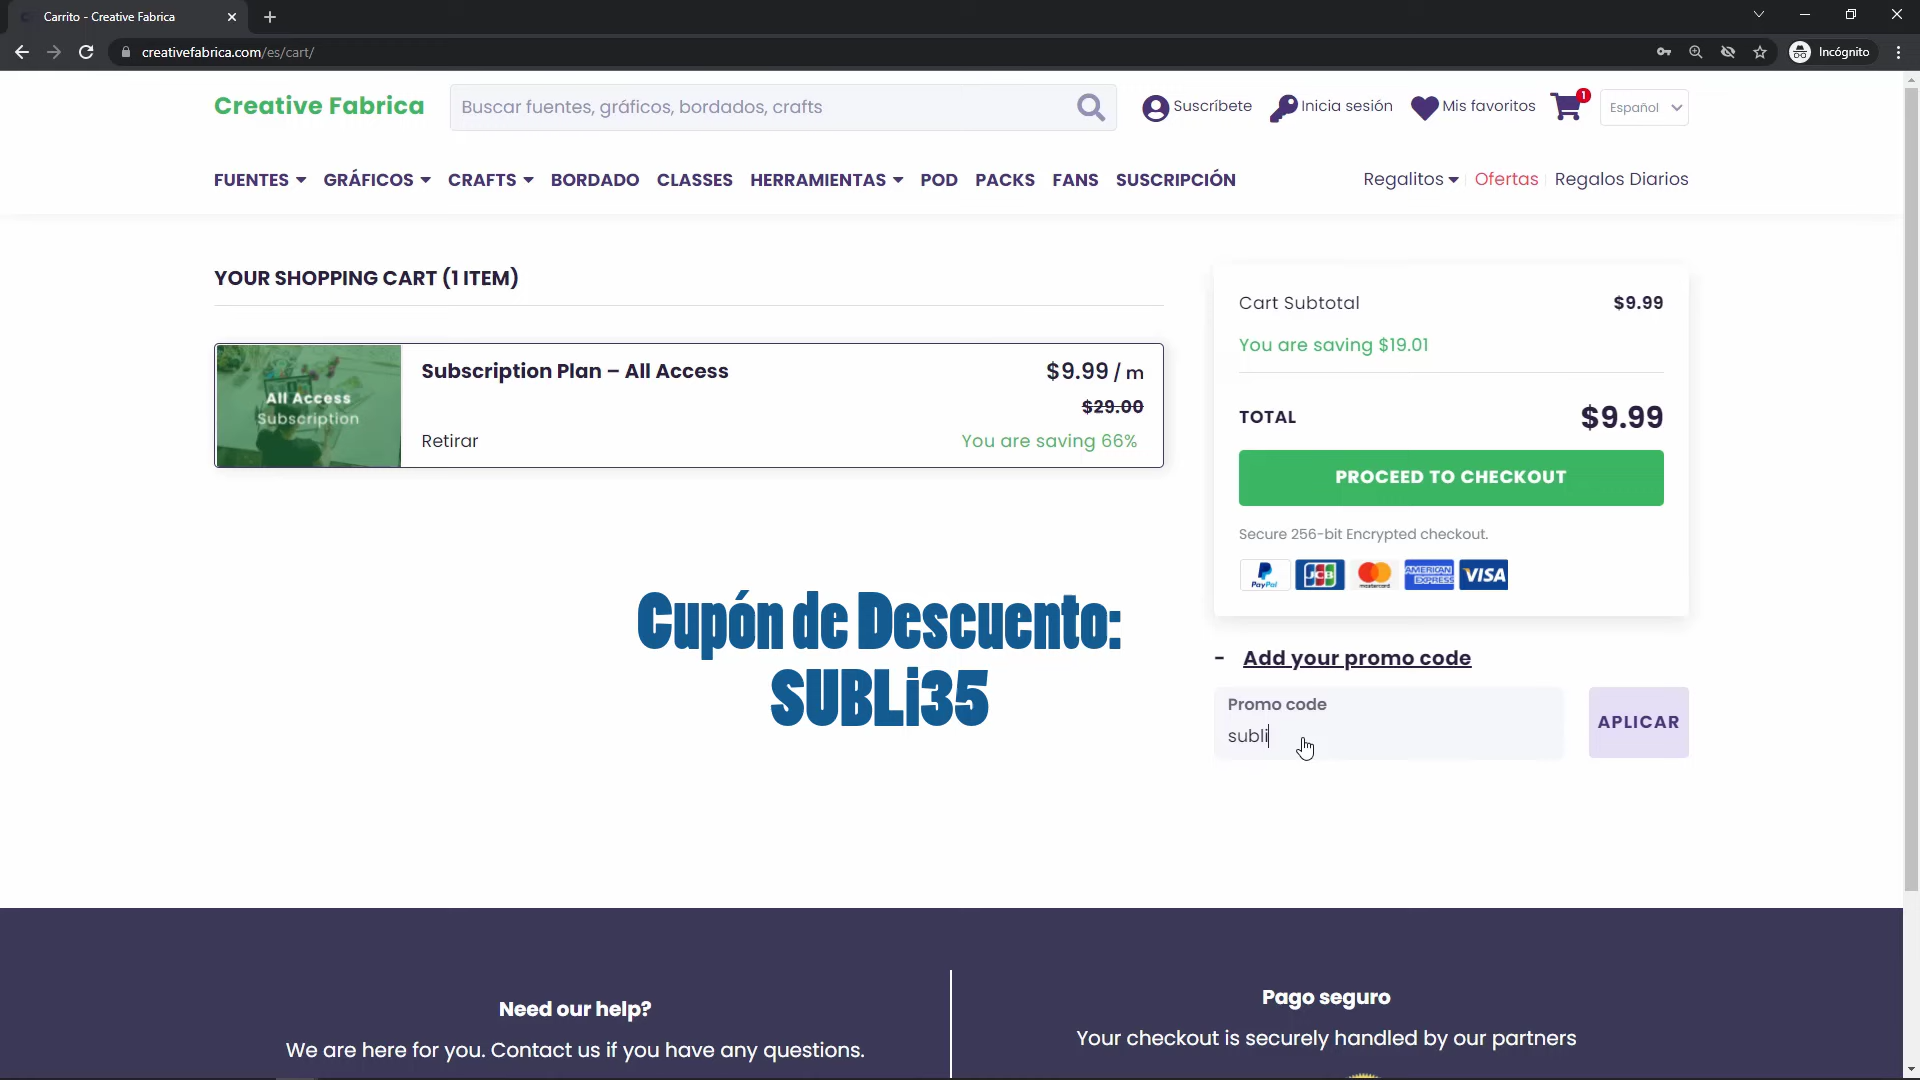 Carrito - Creative Fabrica
creativefabrica.com/es/cart/
Incógnito
Creative Fabrica
Buscar fuentes, gráficos, bordados, crafts
Suscríbete
Inicia sesión
Mis favoritos
1
Español
FUENTES
GRÁFICOS
CRAFTS
BORDADO
CLASSES
HERRAMIENTAS
POD
PACKS
FANS
SUSCRIPCIÓN
Regalitos
Ofertas
Regalos Diarios
YOUR SHOPPING CART (1 ITEM)
All Access
Subscription
Subscription Plan – All Access
$9.99 / m
$29.00
Retirar
You are saving 66%
Cart Subtotal
$9.99
You are saving $19.01
TOTAL
$9.99
PROCEED TO CHECKOUT
Secure 256-bit Encrypted checkout.
PayPal
JCB
mastercard
AMERICAN
EXPRESS
VISA
Cupón de Descuento:
SUBLi35
- Add your promo code
Promo code
subli
APLICAR
Need our help?
We are here for you. Contact us if you have any questions.
Pago seguro
Your checkout is securely handled by our partners